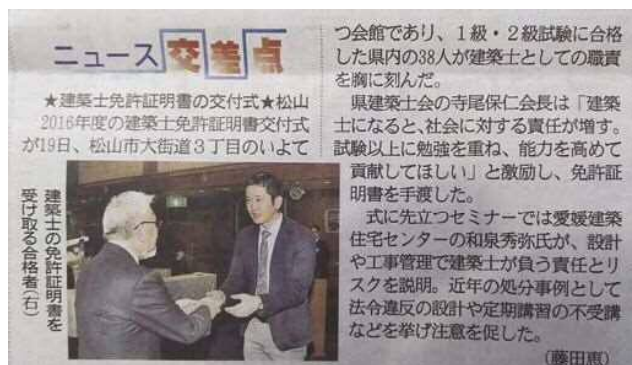 ニュース交差点
★建築士免許証明書の交付式★松山
2016年度の建築士免許証明書交付式
が19日、松山市大街道３丁目のいよて
つ会館であり、１級・２級試験に合格
した県内の38人が建築士としての職責
を胸に刻んだ。
県建築士会の寺尾保仁会長は「建築
士になると、社会に対する責任が増す。
試験以上に勉強を重ね、能力を高めて
貢献してほしい」と激励し、免許証
明書を手渡した。
式に先立つセミナーでは愛媛建築
住宅センターの和泉秀弥氏が、設計
や工事管理で建築士が負う責任とリ
スクを説明。近年の処分事例として
法令違反の設計や定期講習の不受講
などを挙げ注意を促した。
（藤田恵）
建築士の免許証明書を
受け取る合格者（右）